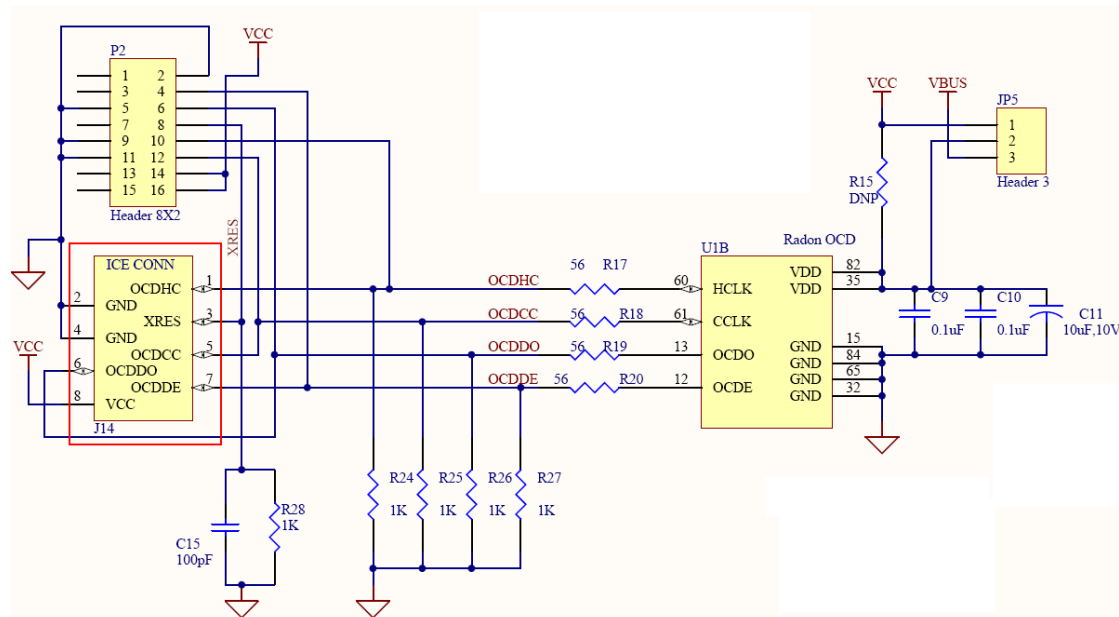 P2
VCC
1 2
3 4
5 6
7 8
9 10
11 12
13 14
15 16
Header 8X2
XRES
ICE CONN
OCDHC 1
2 GND
XRES 3
4 GND
VCC
OCDCC 5
6 OCDDO
OCDDE 7
8 VCC
J14
C15
100pF
R28
1K
OCDHC 56 R17
OCDCC 56 R18
OCDDO 56 R19
OCDDE 56 R20
R24 R25 R26 R27
1K 1K 1K 1K
U1B
Radon OCD
60 HCLK
61 CCLK
13 OCDO
12 OCDE
VDD 82
VDD 35
GND 15
GND 84
GND 65
GND 32
VCC VBUS
JP5
1
2
3
Header 3
R15
DNP
C9
0.1uF
C10
0.1uF
C11
10uF,10V